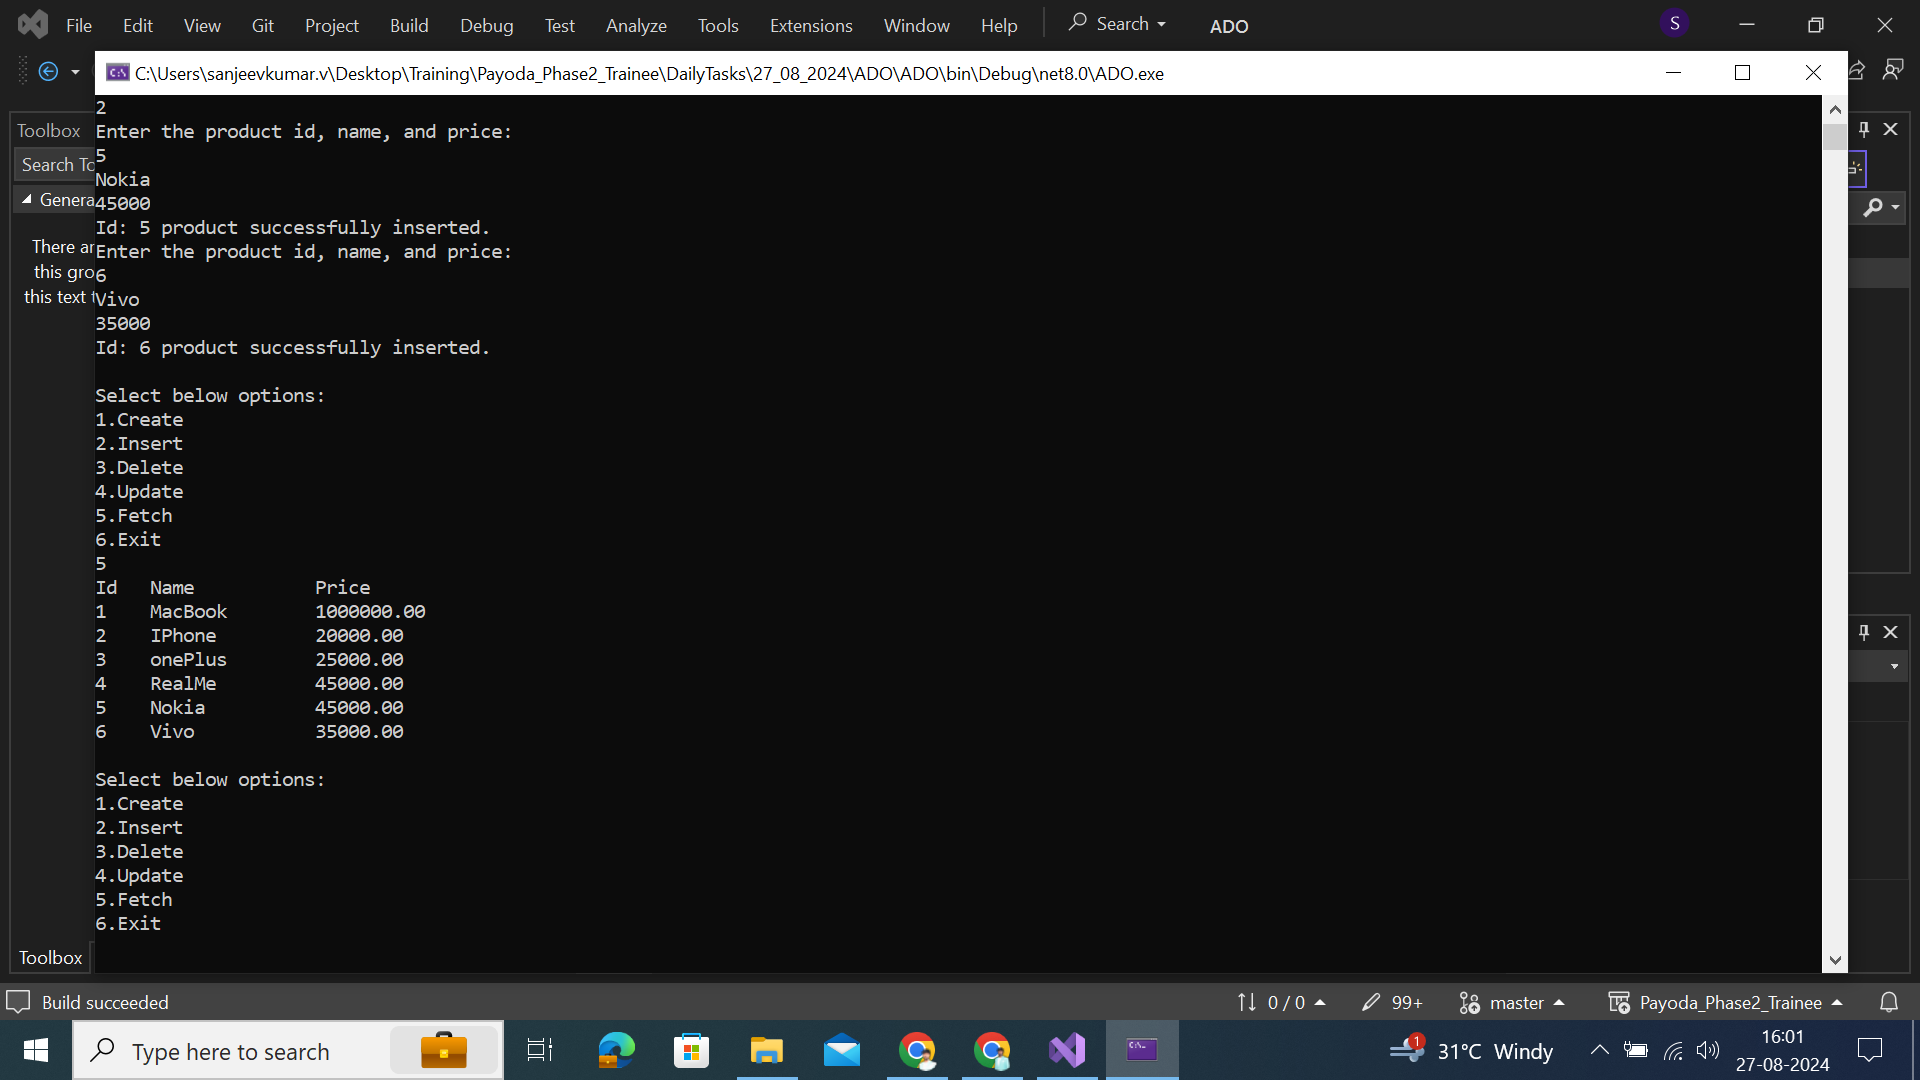 File Edit View Git Project Build Debug Test Analyze Tools Extensions Window Help Search ADO S
C:\Users\sanjeevkumar.v\Desktop\Training\Payoda_Phase2_Trainee\DailyTasks\27_08_2024\ADO\ADO\bin\Debug\net8.0\ADO.exe
Toolbox
Search To
Genera
There ar
this gro
this text
2
Enter the product id, name, and price:
5
Nokia
45000
Id: 5 product successfully inserted.
Enter the product id, name, and price:
6
Vivo
35000
Id: 6 product successfully inserted.
Select below options:
1.Create
2.Insert
3.Delete
4.Update
5.Fetch
6.Exit
5
Id Name Price
1 MacBook 1000000.00
2 IPhone 20000.00
3 onePlus 25000.00
4 RealMe 45000.00
5 Nokia 45000.00
6 Vivo 35000.00
Select below options:
1.Create
2.Insert
3.Delete
4.Update
5.Fetch
6.Exit
Toolbox
Build succeeded 0 / 0 99+ master Payoda_Phase2_Trainee
Type here to search 1 31°C Windy 16:01
27-08-2024